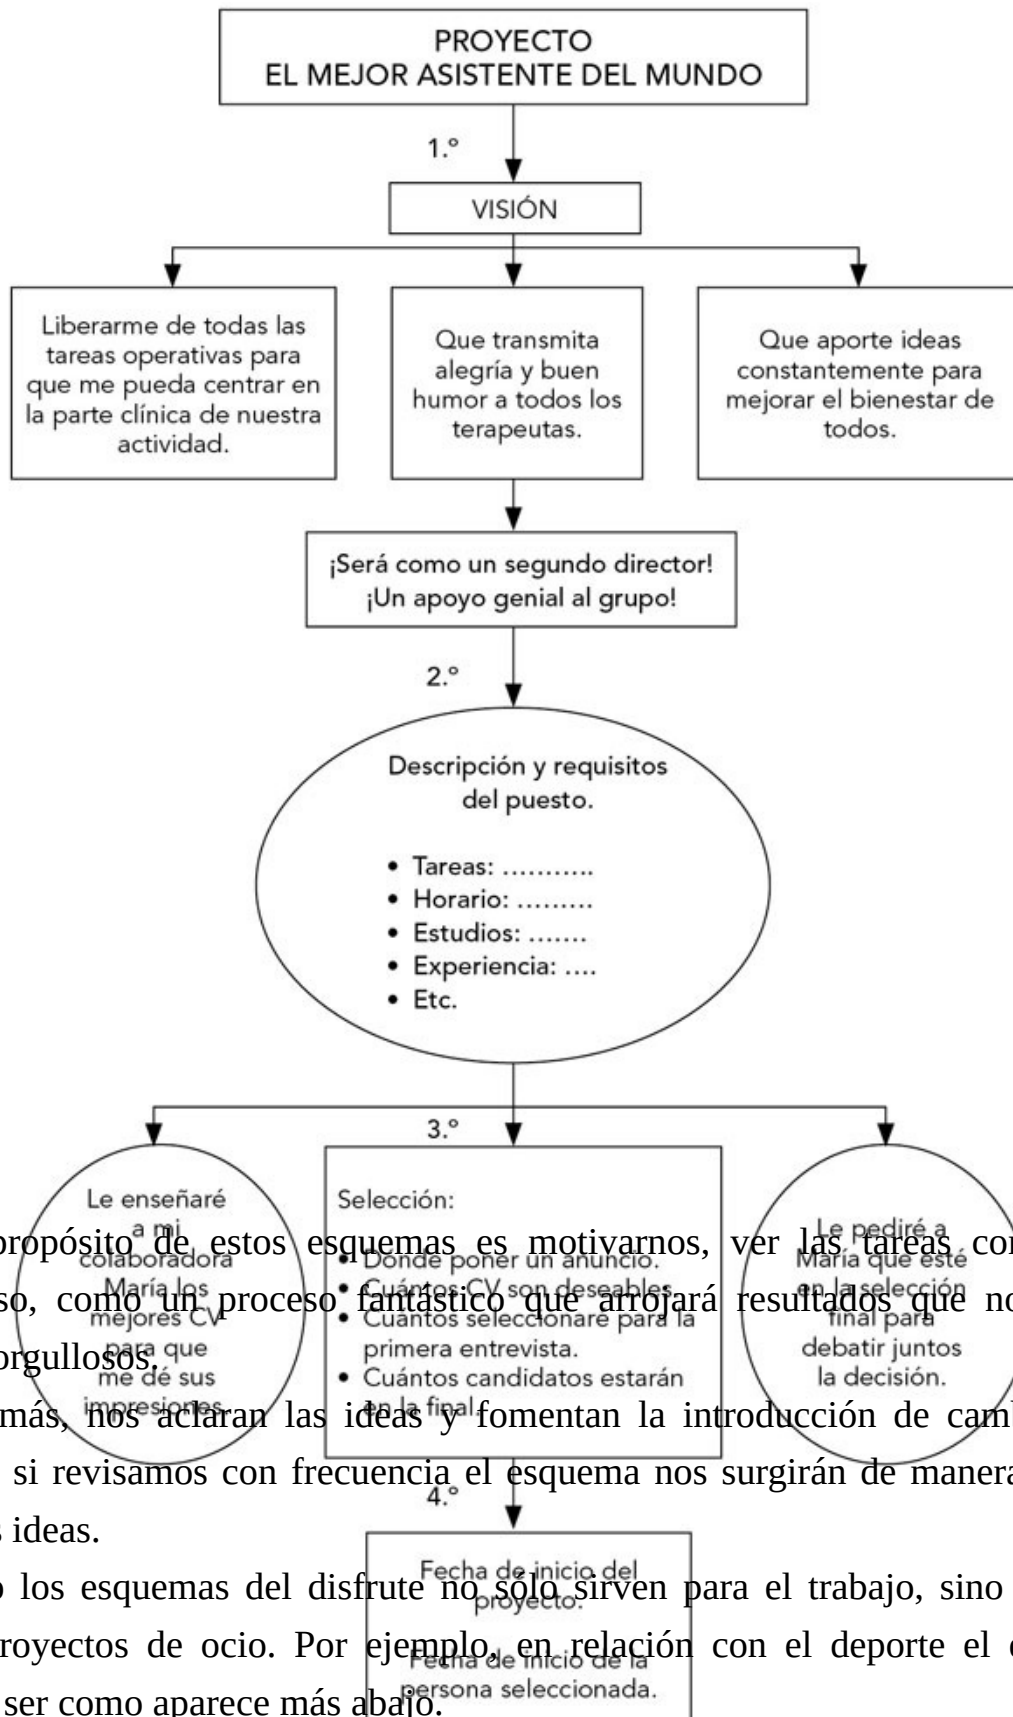 PROYECTO
EL MEJOR ASISTENTE DEL MUNDO
1.º
VISIÓN
Liberarme de todas las
tareas operativas para
que me pueda centrar en
la parte clínica de nuestra
actividad.
Que transmita
alegría y buen
humor a todos los
terapeutas.
Que aporte ideas
constantemente para
mejorar el bienestar de
todos.
¡Será como un segundo director!
¡Un apoyo genial al grupo!
2.º
Descripción y requisitos
del puesto.
• Tareas: ...........
• Horario: .........
• Estudios: .......
• Experiencia: ....
• Etc.
3.º
Le enseñaré
a mi
colaboradora
María los
mejores CV
para que
me dé sus
impresiones.
Selección:
• Dónde poner un anuncio.
• Cuántos CV son deseables.
• Cuántos seleccionaré para la
primera entrevista.
• Cuántos candidatos estarán
en la final.
Le pediré a
María que esté
en la selección
final para
debatir juntos
la decisión.
4.º
Fecha de inicio del
proyecto.
Fecha de inicio de la
persona seleccionada.
propósito de estos esquemas es motivarnos, ver las tareas
como un proceso fantástico que arrojará resultados que
orgullosos.
nos aclaran las ideas y fomentan la introducción de
si revisamos con frecuencia el esquema nos surgirán de manera
ideas.
los esquemas del disfrute no sólo sirven para el trabajo, sino
proyectos de ocio. Por ejemplo, en relación con el deporte el
ser como aparece más abajo.